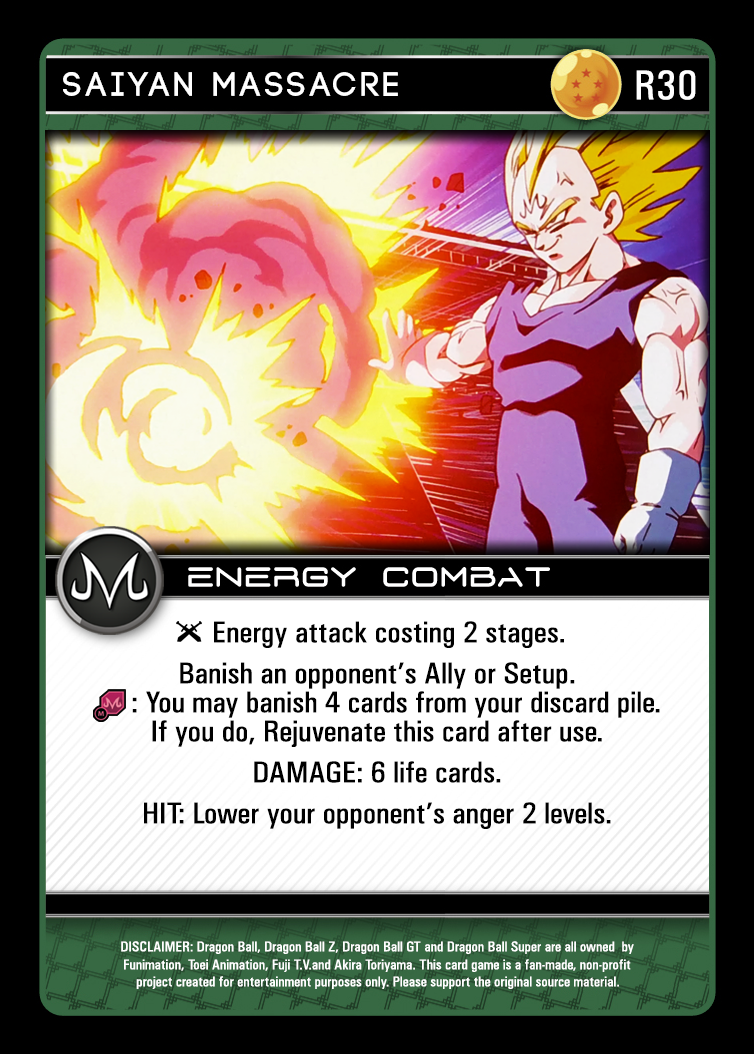 SAIYAN MASSACRE R30
ENERGY COMBAT
Energy attack costing 2 stages.
Banish an opponent's Ally or Setup.
: You may banish 4 cards from your discard pile.
If you do, Rejuvenate this card after use.
DAMAGE: 6 life cards.
HIT: Lower your opponent's anger 2 levels.
DISCLAIMER: Dragon Ball, Dragon Ball Z, Dragon Ball GT and Dragon Ball Super are all owned by
Funimation, Toei Animation, Fuji T.V.and Akira Toriyama. This card game is a fan-made, non-profit
project created for entertainment purposes only. Please support the original source material.